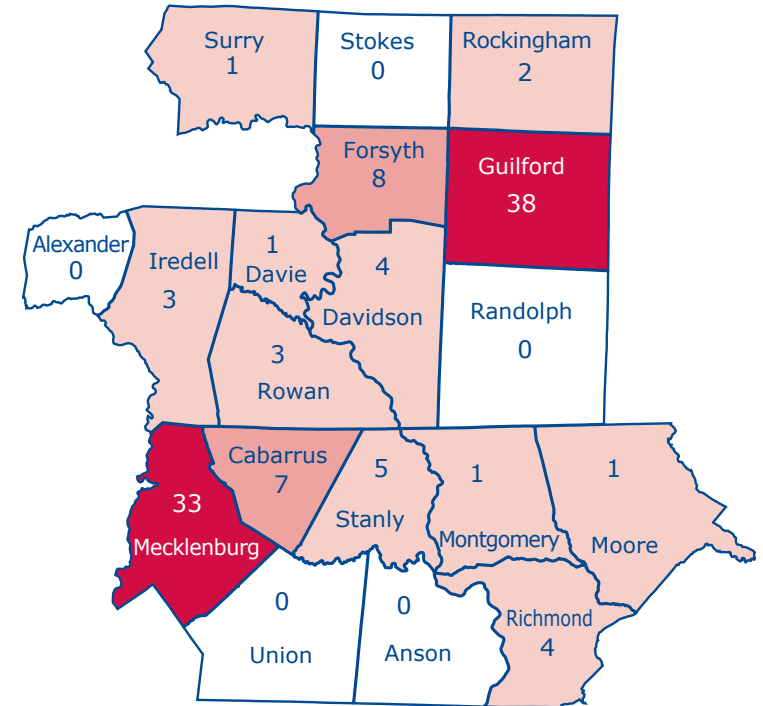 Surry
1
Stokes
0
Rockingham
2
Forsyth
8
Guilford
38
Alexander
0
Iredell
3
1
Davie
4
Davidson
Randolph
0
3
Rowan
Cabarrus
7
33
Mecklenburg
5
Stanly
1
Montgomery
1
Moore
0
Union
0
Anson
Richmond
4